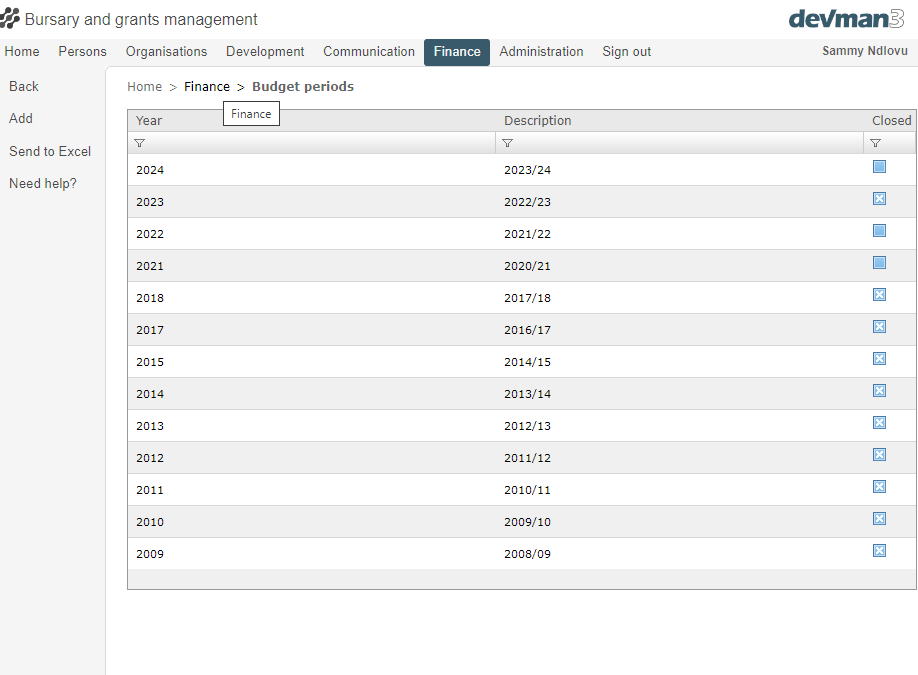 Bursary and grants management
devman3
Home Persons Organisations Development Communication Finance Administration Sign out Sammy Ndlovu
Back
Add
Send to Excel
Need help?
Home > Finance > Budget periods
Finance
Year Description Closed
2024 2023/24
2023 2022/23
2022 2021/22
2021 2020/21
2018 2017/18
2017 2016/17
2015 2014/15
2014 2013/14
2013 2012/13
2012 2011/12
2011 2010/11
2010 2009/10
2009 2008/09